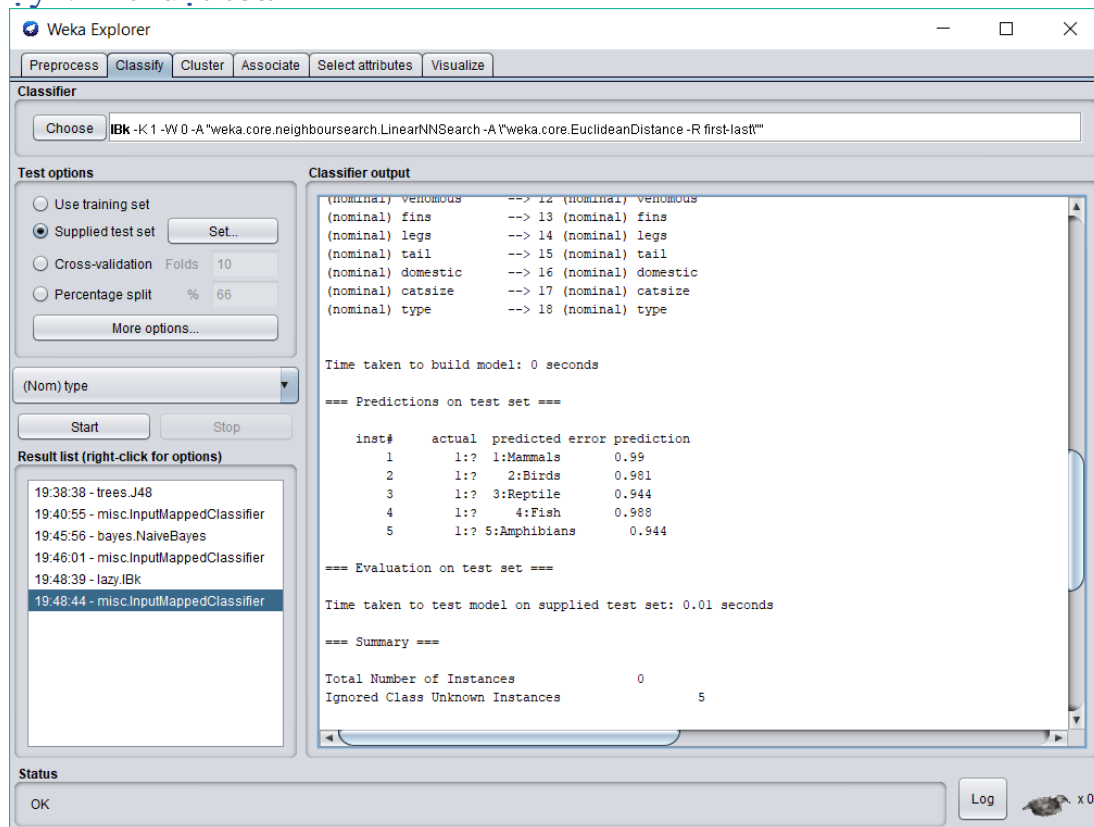 Weka Explorer
Preprocess Classify Cluster Associate Select attributes Visualize
Classifier
Choose IBk -K 1 -W 0 -A "weka.core.neighboursearch.LinearNNSearch -A \"weka.core.EuclideanDistance -R first-last\""
Test options
Use training set
Supplied test set Set...
Cross-validation Folds 10
Percentage split % 66
More options...
(Nom) type
Start Stop
Result list (right-click for options)
19:38:38 - trees.J48
19:40:55 - misc.InputMappedClassifier
19:45:56 - bayes.NaiveBayes
19:46:01 - misc.InputMappedClassifier
19:48:39 - lazy.IBk
19:48:44 - misc.InputMappedClassifier
Classifier output
(nominal) venomous --> 12 (nominal) venomous
(nominal) fins --> 13 (nominal) fins
(nominal) legs --> 14 (nominal) legs
(nominal) tail --> 15 (nominal) tail
(nominal) domestic --> 16 (nominal) domestic
(nominal) catsize --> 17 (nominal) catsize
(nominal) type --> 18 (nominal) type
Time taken to build model: 0 seconds
=== Predictions on test set ===
inst# actual predicted error prediction
1 1:? 1:Mammals 0.99
2 1:? 2:Birds 0.981
3 1:? 3:Reptile 0.944
4 1:? 4:Fish 0.988
5 1:? 5:Amphibians 0.944
=== Evaluation on test set ===
Time taken to test model on supplied test set: 0.01 seconds
=== Summary ===
Total Number of Instances 0
Ignored Class Unknown Instances 5
Status
OK
Log x 0